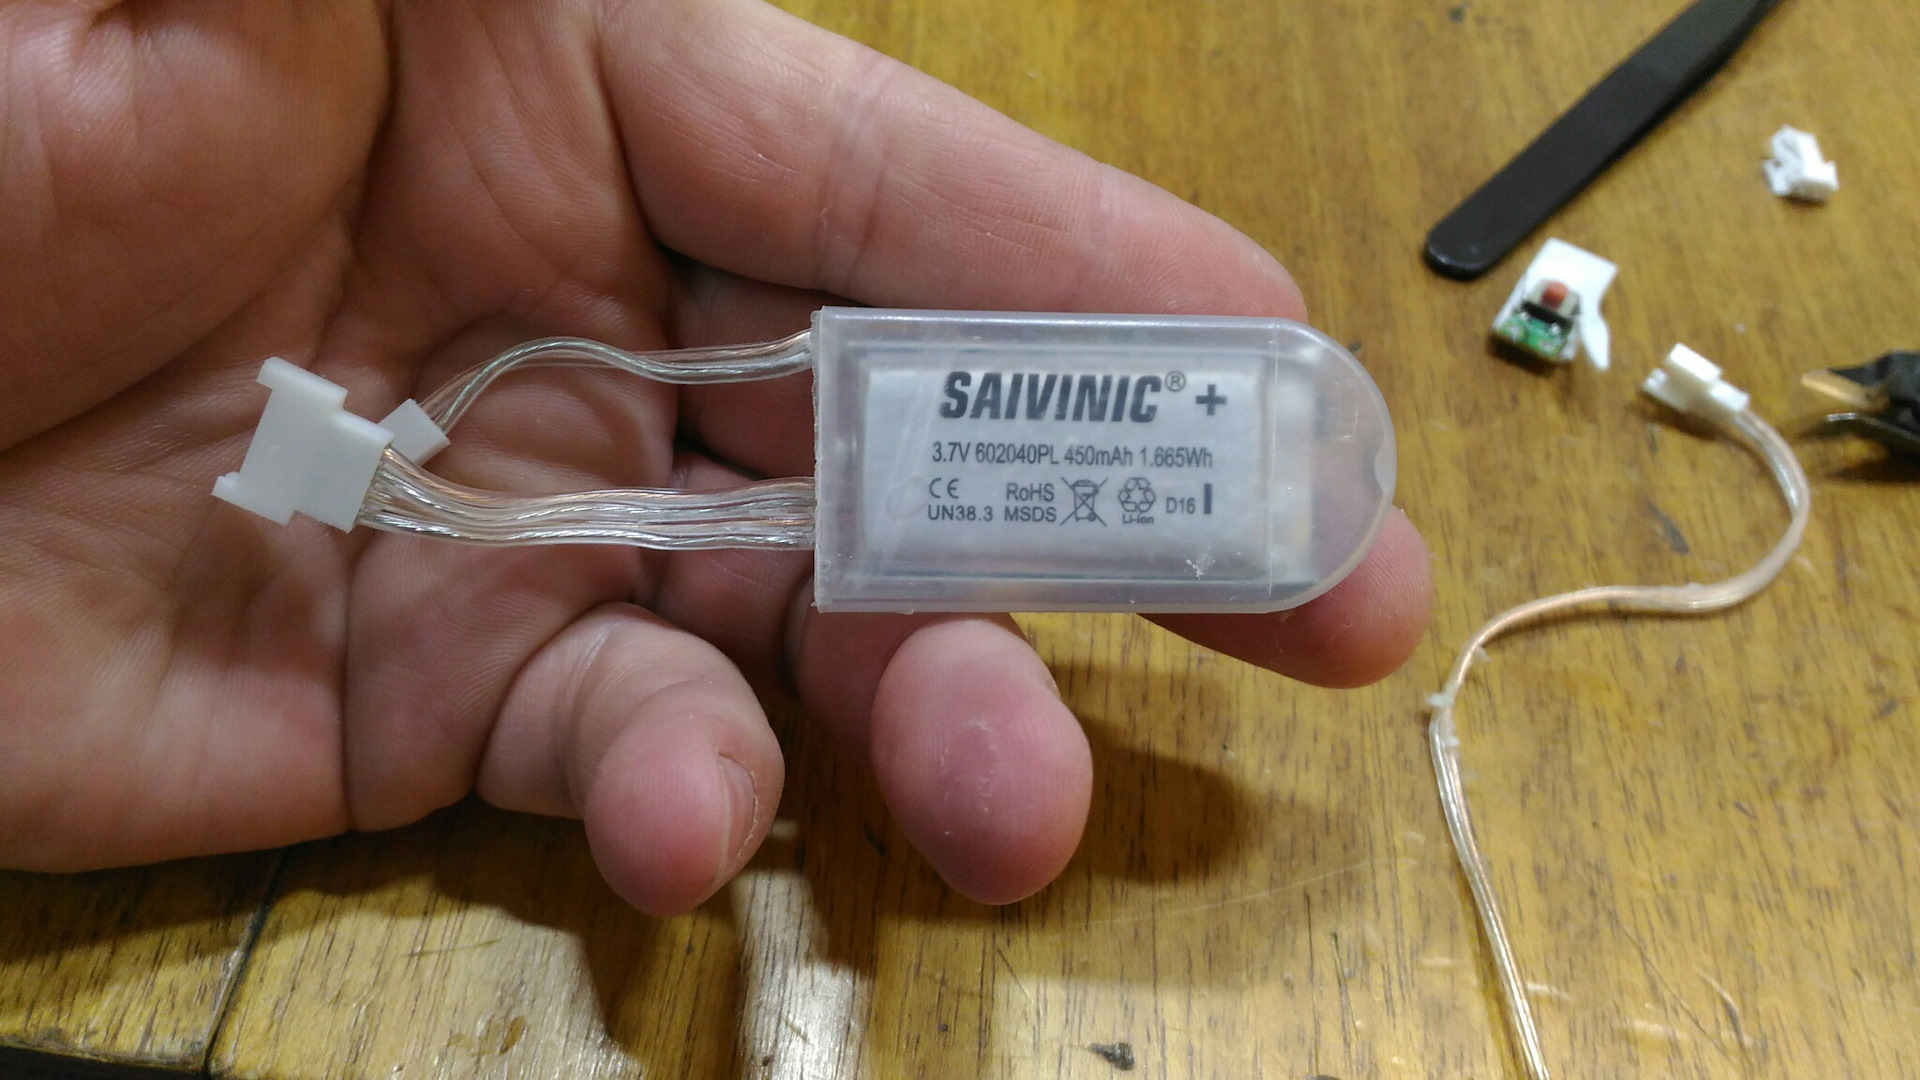 SAIVINIC® +
3.7V 602040PL 450mAh 1.665Wh
CE RoHS
UN38.3 MSDS Li-ion D16